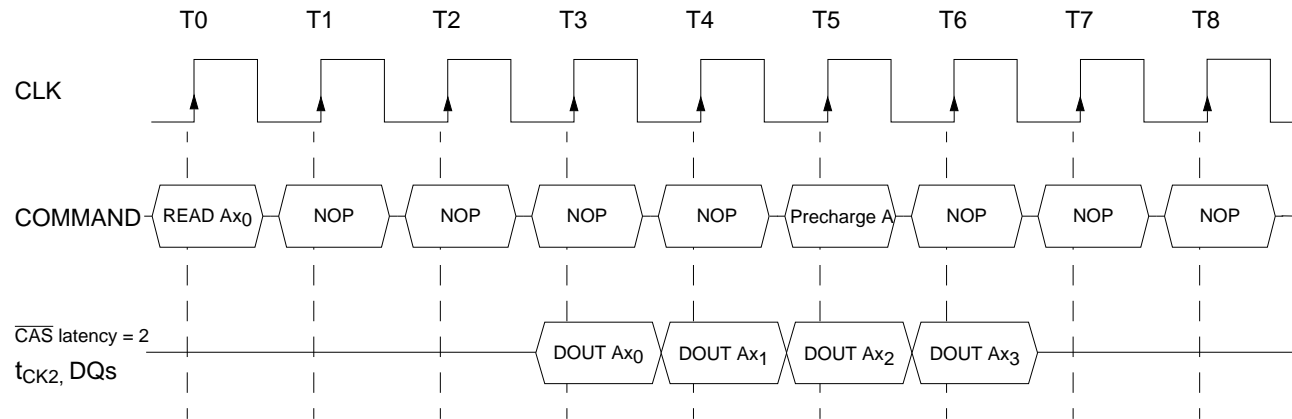 T0 T1 T2 T3 T4 T5 T6 T7 T8
CLK
COMMAND READ Ax0 NOP NOP NOP NOP Precharge A NOP NOP NOP
CAS latency = 2
tCK2, DQs DOUT Ax0 DOUT Ax1 DOUT Ax2 DOUT Ax3